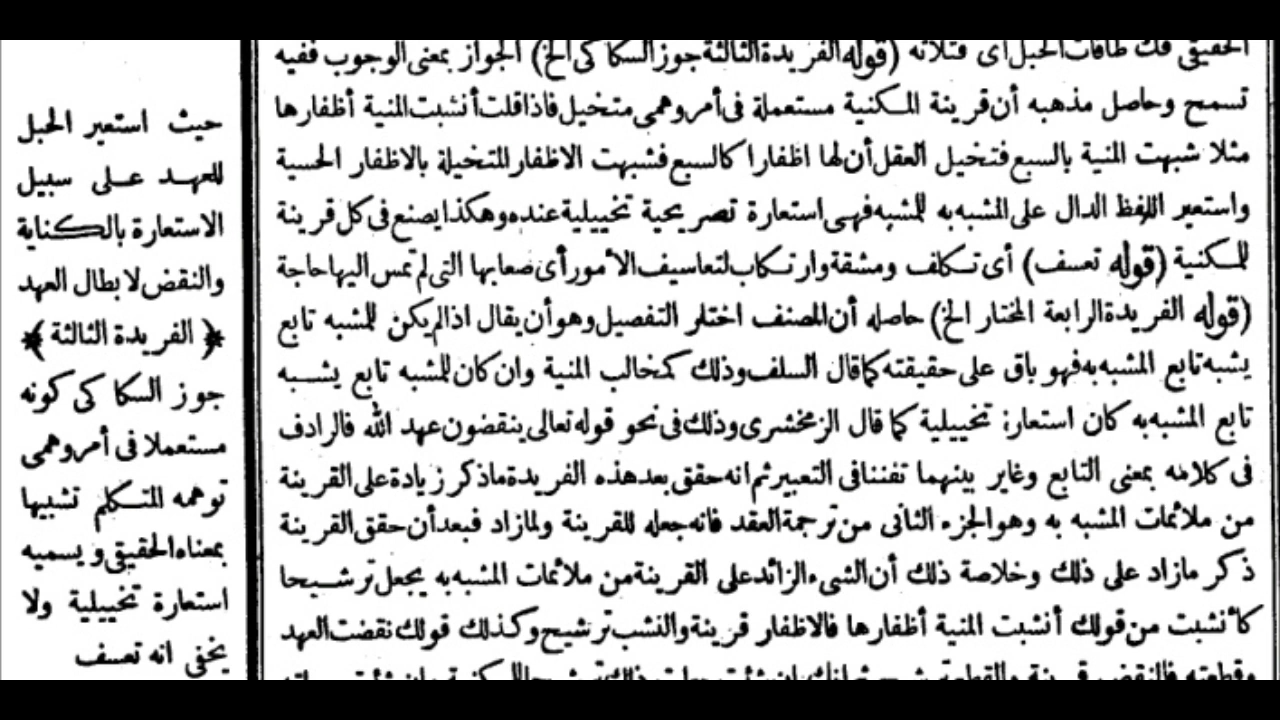 الحقيقى فك طاقات الحبل أى فتلاته (قوله الفريدة الثالثة جوز السكاكى الخ) الجواز بمعنى الوجوب ففيه
تسمح وحاصل مذهبه أن قرينة المكنية مستعملة فى أمر وهمى متخيل فاذا قلت أنشبت المنية أظفارها
مثلا شبهت المنية بالسبع فتخيل العقل أن لها اظفارا كالسبع فشبهت الاظفار المتخيلة بالاظفار الحسية
واستعير اللفظ الدال على المشبه به للمشبه فهى استعارة تصريحية تخييلية عنده وهكذا يصنع فى كل قرينة
للمكنية (قوله تعسف) أى تكلف ومشقة وارتكاب لتعاسيف الأمور أى صعابها التى لم تمس اليها حاجة
(قوله الفريدة الرابعة المختار الخ) حاصله أن المصنف اختار التفصيل وهو أن يقال اذا لم يكن للمشبه تابع
يشبه تابع المشبه به فهو باق على حقيقته كما قال السلف وذلك كمخالب المنية وان كان للمشبه تابع يشبه
تابع المشبه به كان استعارة تخييلية كما قال الزمخشرى وذلك فى نحو قوله تعالى ينقضون عهد الله فالرادف
فى كلامه بمعنى التابع وغاير بينهما تفننا فى التعبير ثم انه حقق بعد هذه الفريدة ما ذكر زيادة على القرينة
من ملائمات المشبه به وهو الجزء الثانى من ترجمة العقد فانه جعله للقرينة ولما زاد فبعد أن حقق القرينة
ذكر ما زاد على ذلك وخلاصة ذلك أن الشىء الزائد على القرينة من ملائمات المشبه به يجعل ترشيحا
كأنشبت من قولك أنشبت المنية أظفارها فالاظفار قرينة والنشب ترشيح وكذلك قولك نقضت العهد
وقطعته فالنقض قرينة والقطع ترشيح
حيث استعير الحبل
للعهد على سبيل
الاستعارة بالكناية
والنقض لابطال العهد
﴿ الفريدة الثالثة ﴾
جوز السكاكى كونه
مستعملا فى أمر وهمى
توهمه المتكلم تشبيها
بمعناه الحقيقى ويسميه
استعارة تخييلية ولا
يخفى انه تعسف